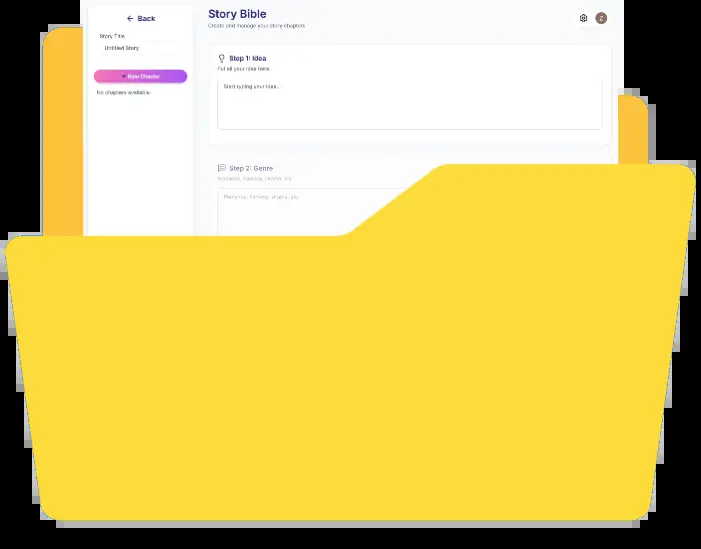 ← Back
Story Title
Untitled Story
+ New Chapter
No chapters available.
Story Bible
Create and manage your story chapters
Z
Step 1: Idea
Put all your idea here.
Start typing your idea...
Step 2: Genre
Romance, Fantasy, Drama, etc.
Romance, Fantasy, Drama, etc.